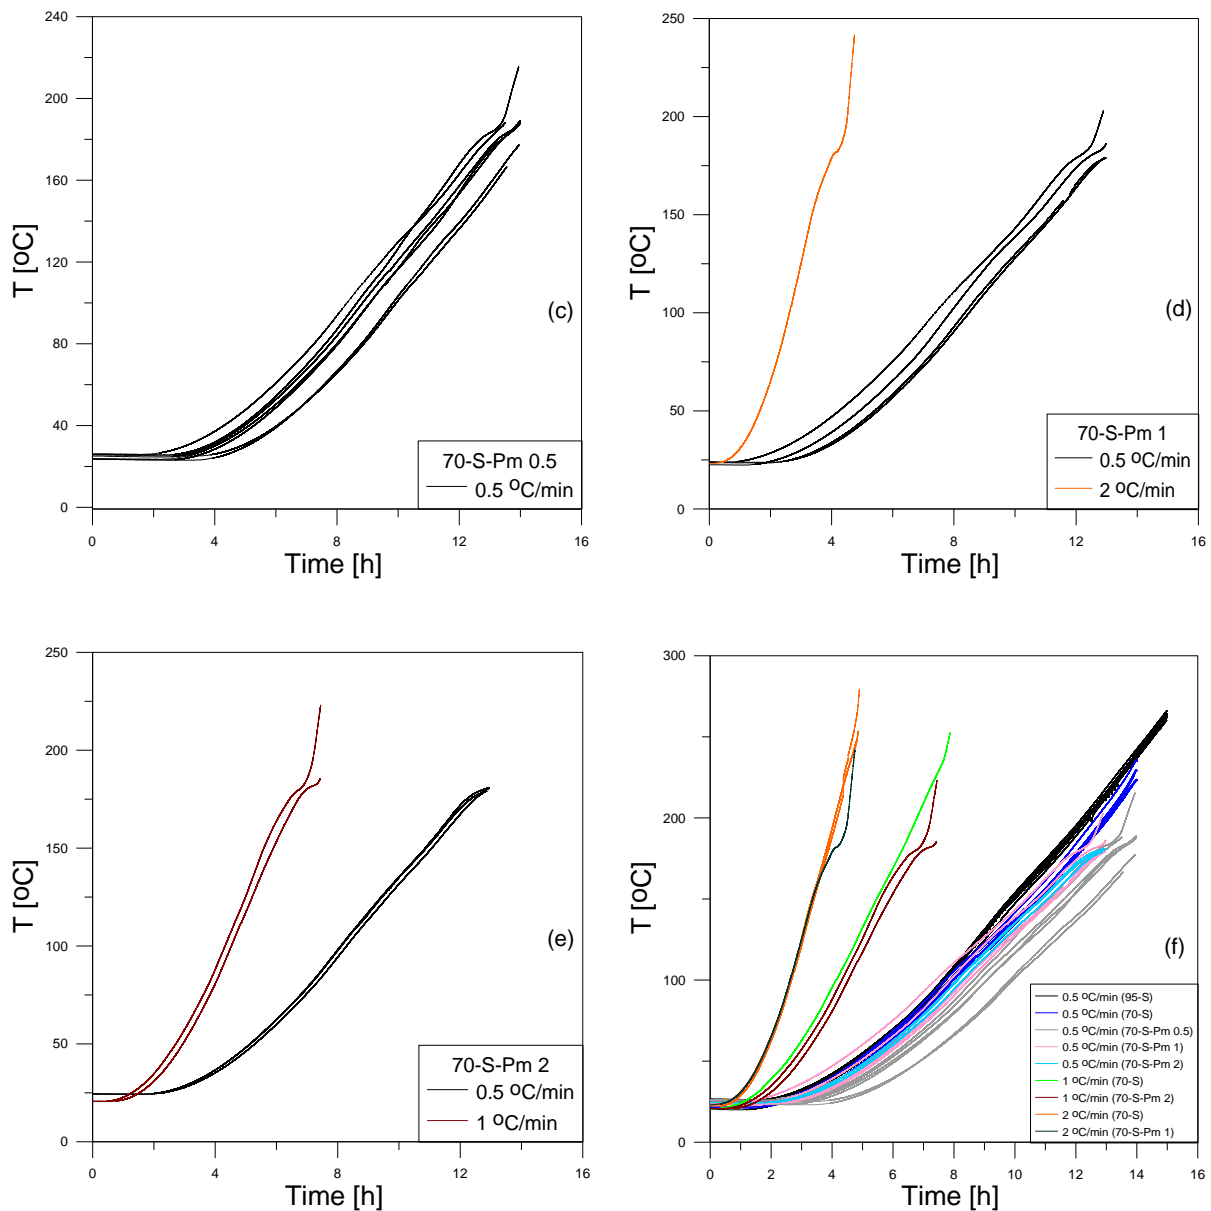 240
200
160
120
80
40
0
T [oC]
(c)
70-S-Pm 0.5
0.5 ºC/min
0
4
8
12
16
Time [h]
250
200
150
100
50
0
T [oC]
(d)
70-S-Pm 1
0.5 ºC/min
2 ºC/min
0
4
8
12
16
Time [h]
250
200
150
100
50
0
T [oC]
(e)
70-S-Pm 2
0.5 ºC/min
1 ºC/min
0
4
8
12
16
Time [h]
300
200
100
0
T [oC]
(f)
0.5 ºC/min (95-S)
0.5 ºC/min (70-S)
0.5 ºC/min (70-S-Pm 0.5)
0.5 ºC/min (70-S-Pm 1)
0.5 ºC/min (70-S-Pm 2)
1 ºC/min (70-S)
1 ºC/min (70-S-Pm 2)
2 ºC/min (70-S)
2 ºC/min (70-S-Pm 1)
0
2
4
6
8
10
12
14
16
Time [h]